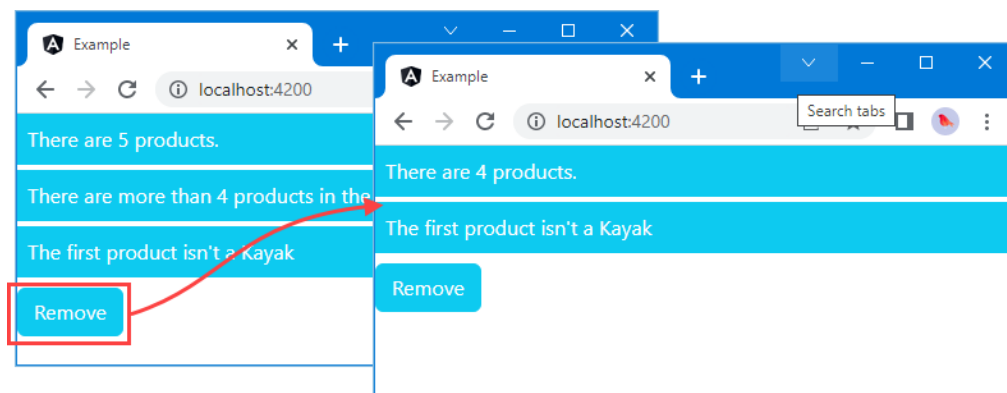 Example
localhost:4200
There are 5 products.
There are more than 4 products in the
The first product isn't a Kayak
Remove
Example
localhost:4200
Search tabs
There are 4 products.
The first product isn't a Kayak
Remove